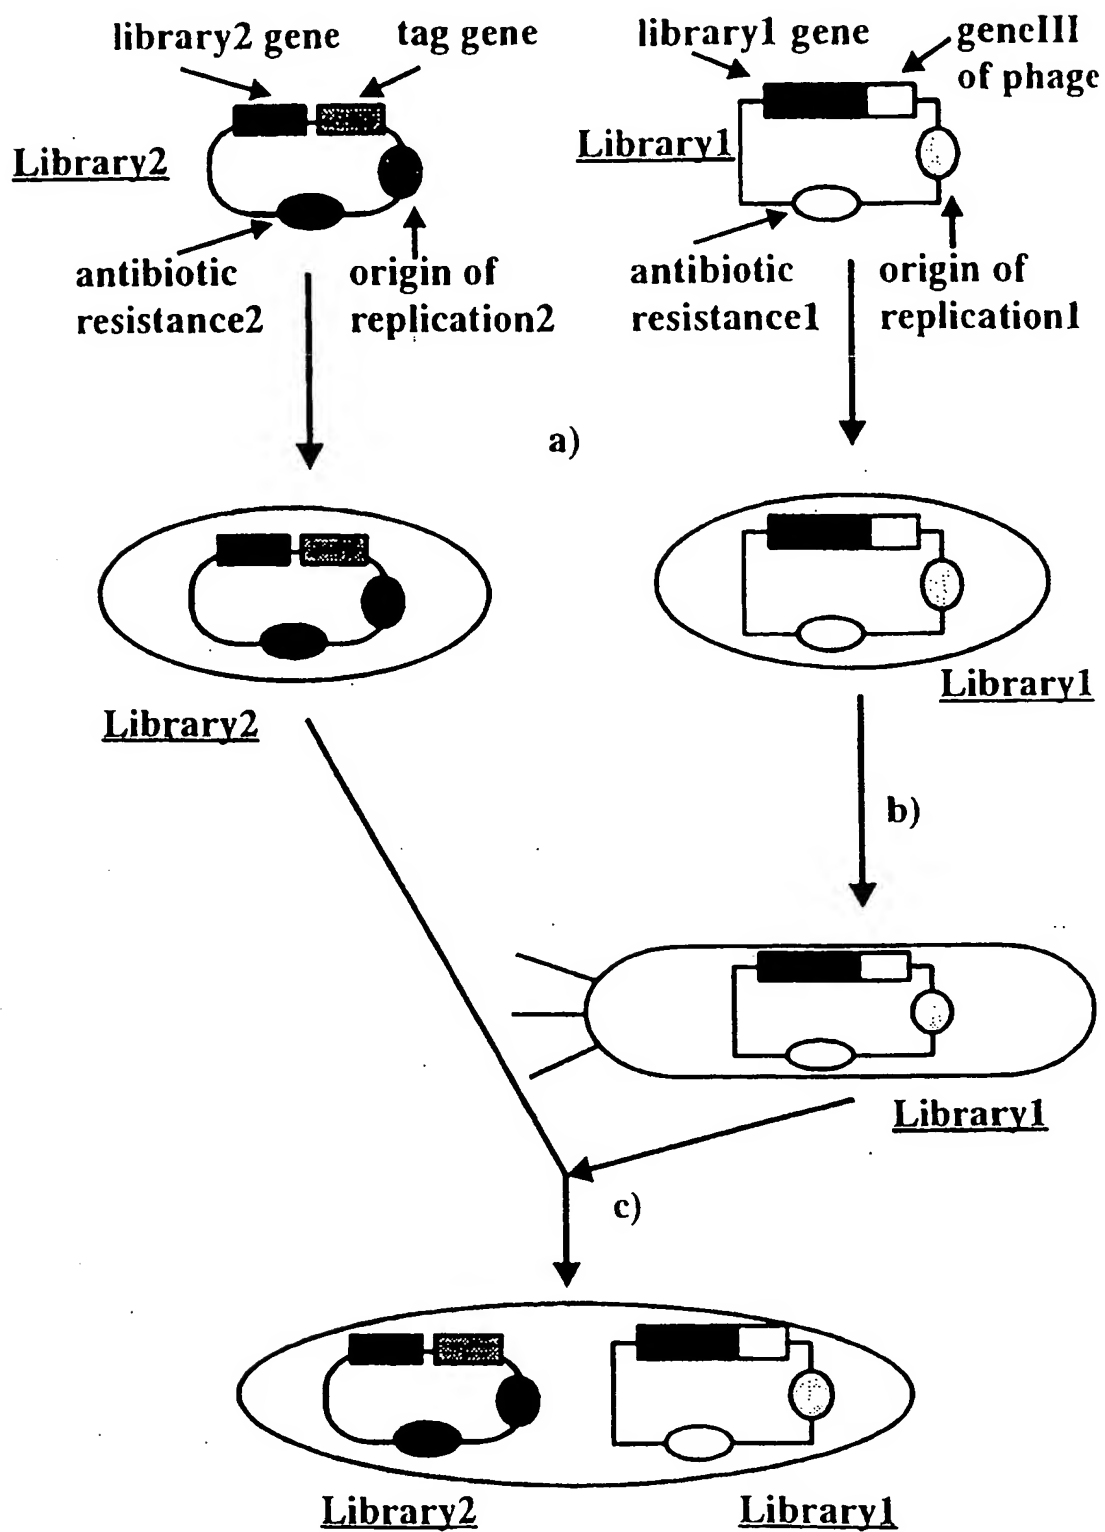 library2 gene
tag gene
library1 gene
geneIII
of phage
Library2
Library1
antibiotic
resistance2
origin of
replication2
antibiotic
resistance1
origin of
replication1
a)
Library2
Library1
b)
Library1
c)
Library2
Library1